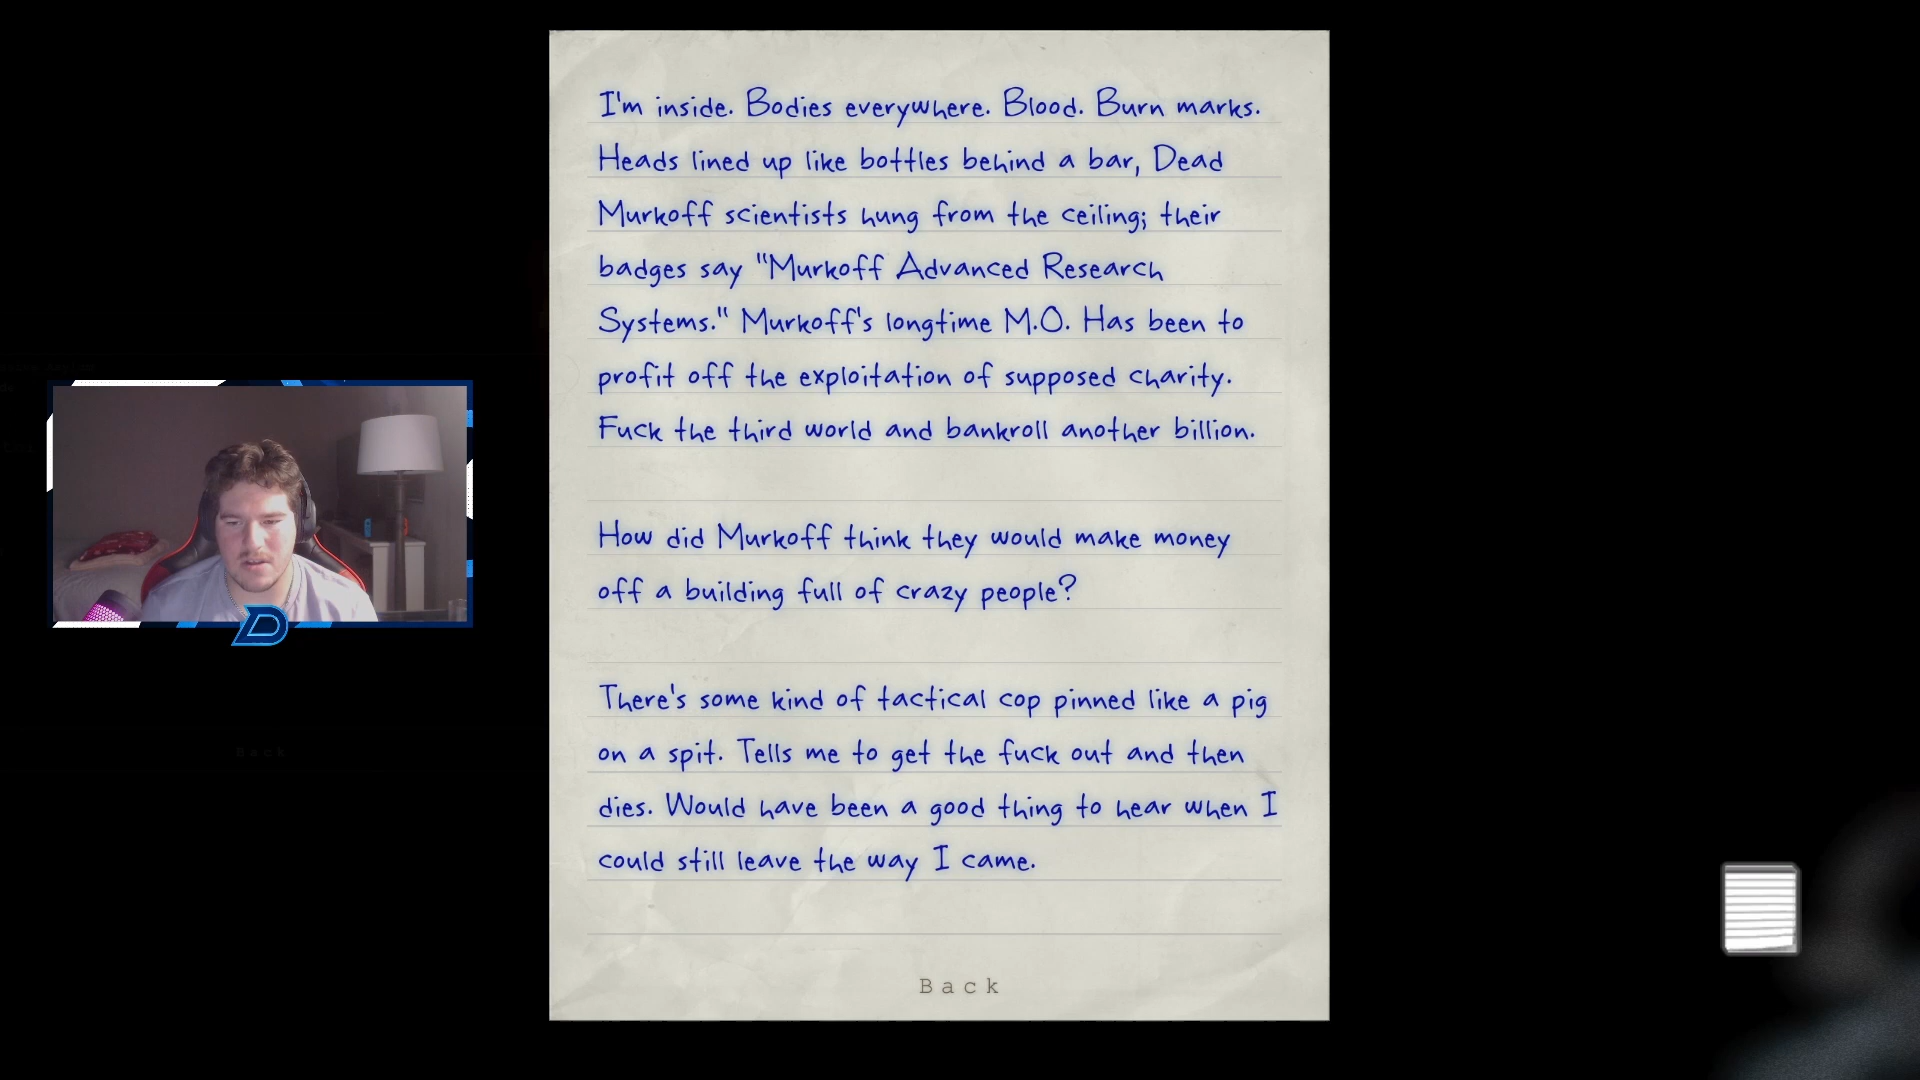 I'm inside. Bodies everywhere. Blood. Burn marks.
Heads lined up like bottles behind a bar, Dead
Murkoff scientists hung from the ceiling; their
badges say "Murkoff Advanced Research
Systems." Murkoff's longtime M.O. Has been to
profit off the exploitation of supposed charity.
Fuck the third world and bankroll another billion.
How did Murkoff think they would make money
off a building full of crazy people?
There's some kind of tactical cop pinned like a pig
on a spit. Tells me to get the fuck out and then
dies. Would have been a good thing to hear when I
could still leave the way I came.
Back
D
Back